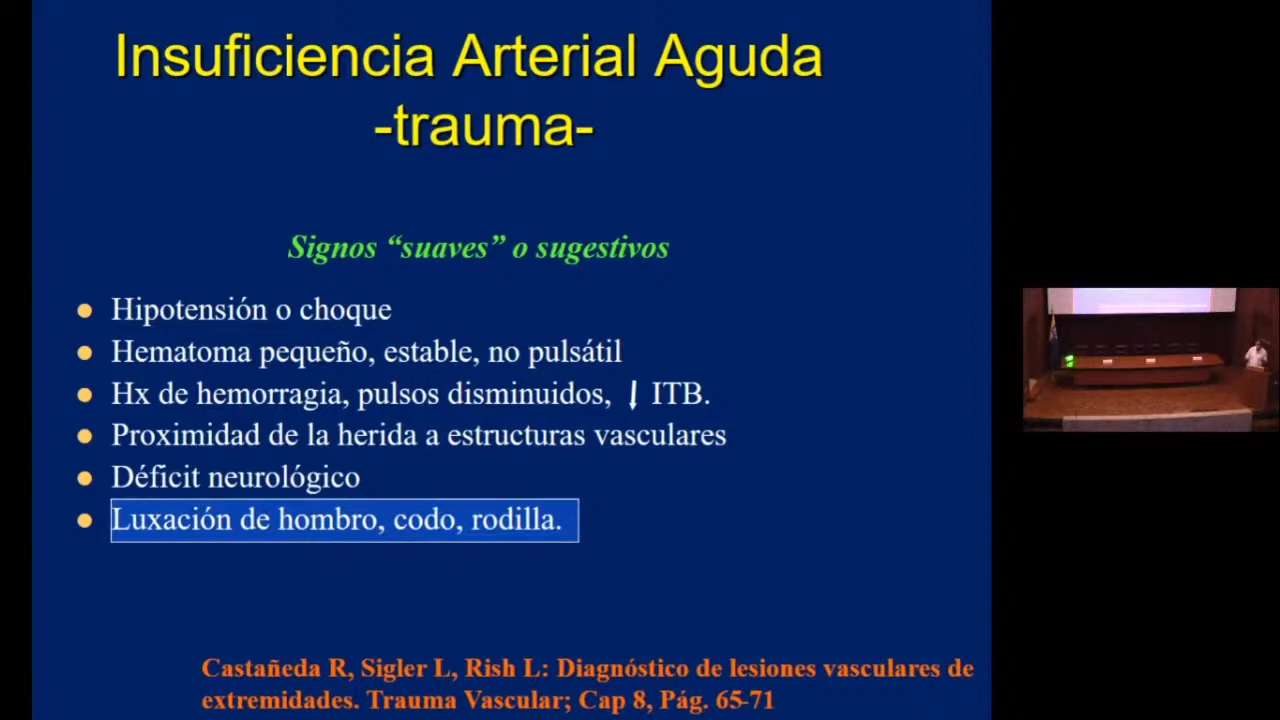 Insuficiencia Arterial Aguda
-trauma-
Signos “suaves” o sugestivos
● Hipotensión o choque
● Hematoma pequeño, estable, no pulsátil
● Hx de hemorragia, pulsos disminuidos, ↓ ITB.
● Proximidad de la herida a estructuras vasculares
● Déficit neurológico
● Luxación de hombro, codo, rodilla.
Castañeda R, Sigler L, Rish L: Diagnóstico de lesiones vasculares de
extremidades. Trauma Vascular; Cap 8, Pág. 65-71